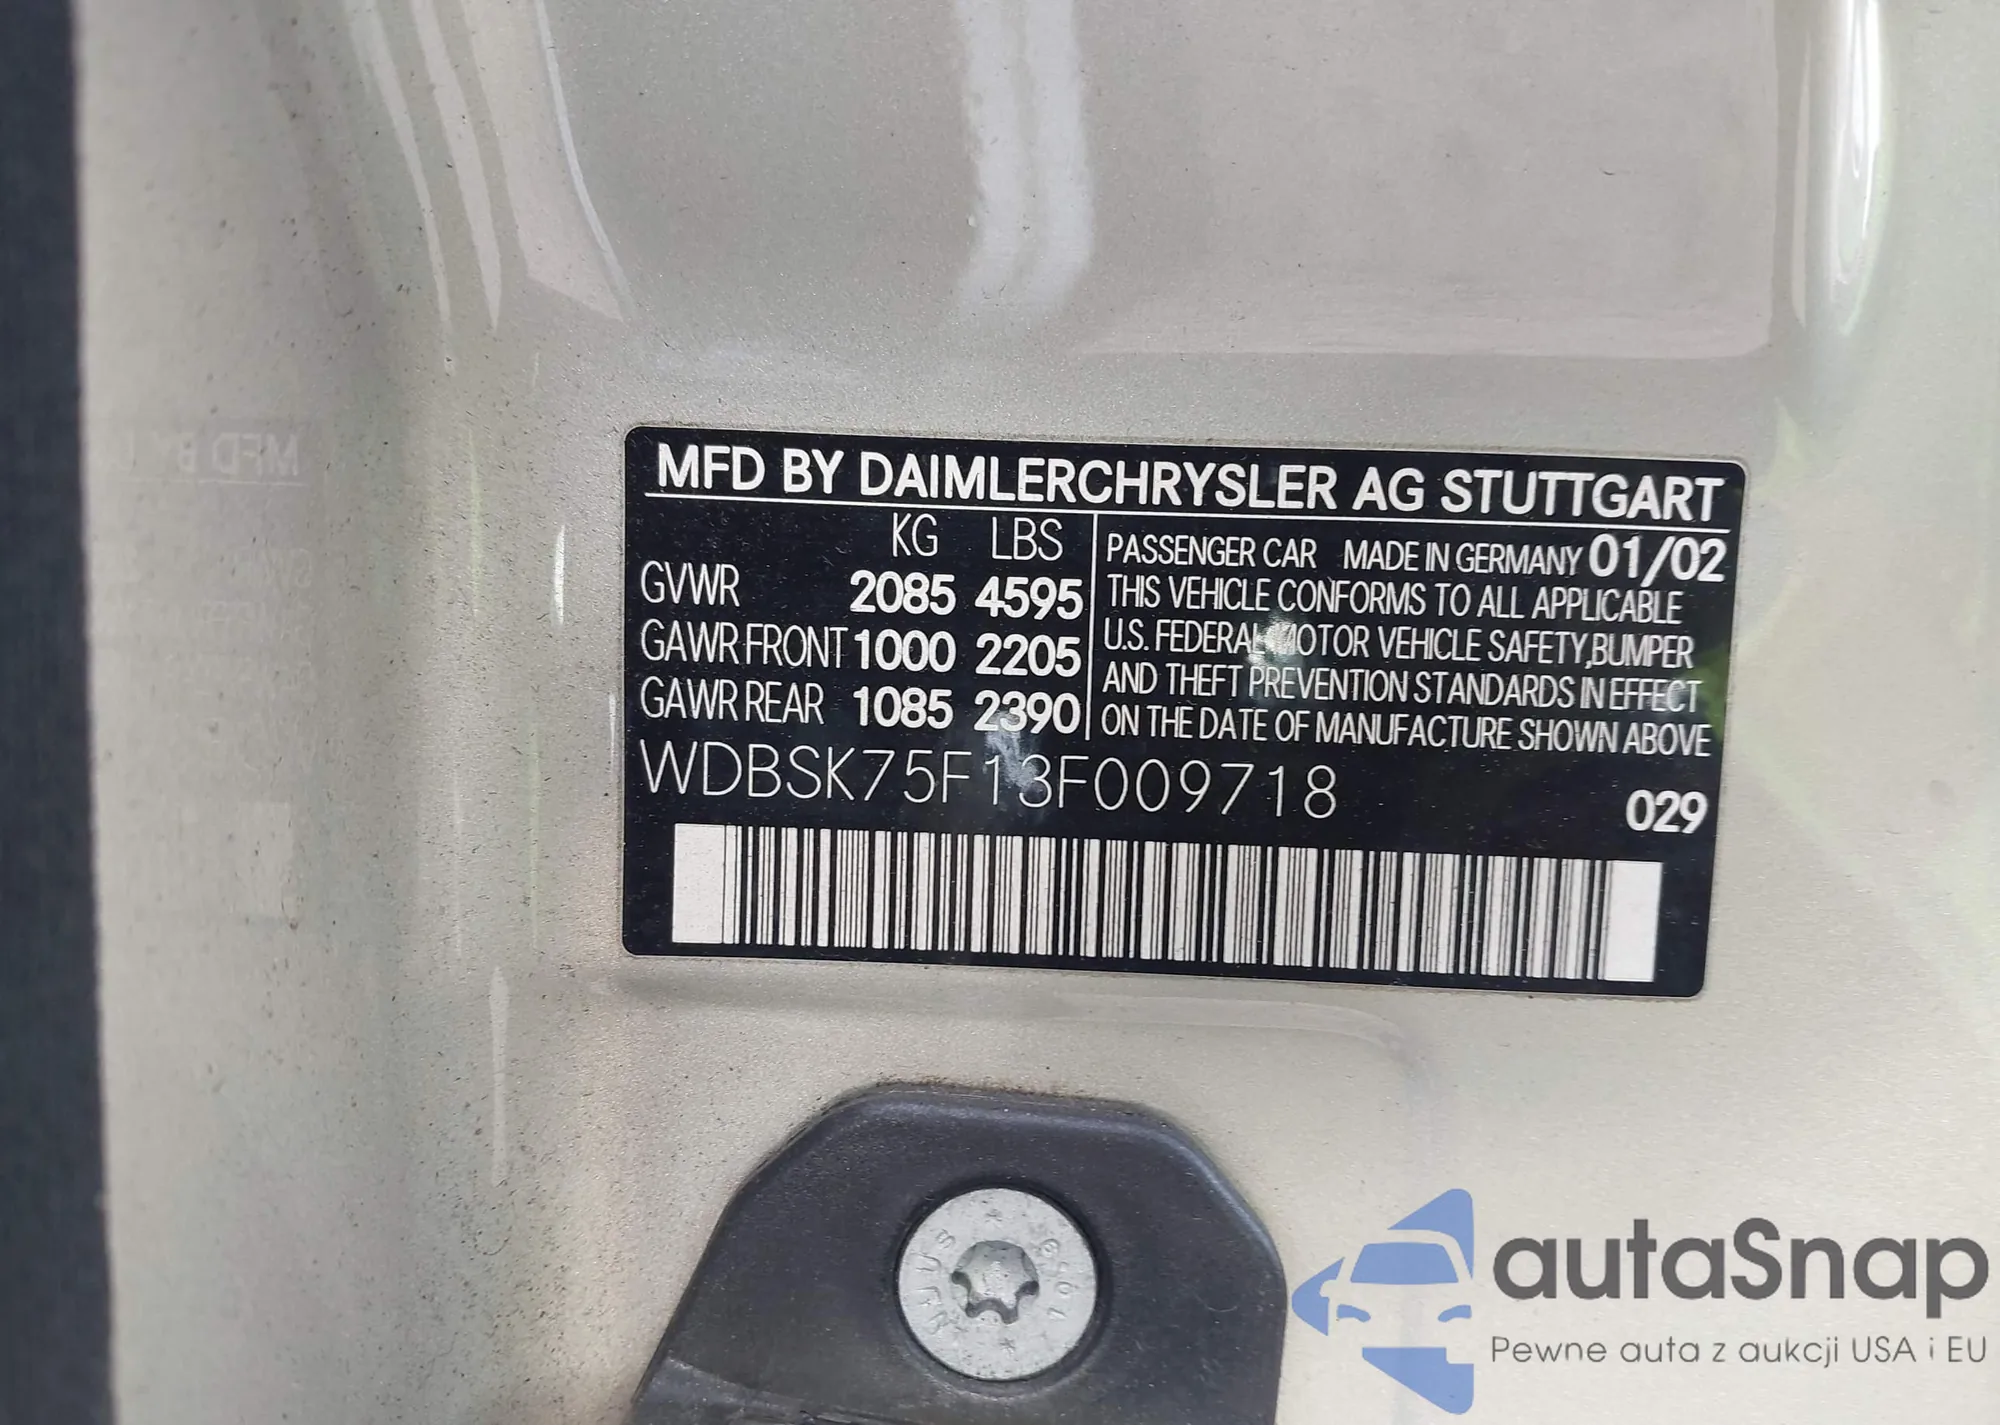 MFD BY DAIMLERCHRYSLER AG STUTTGART
KG LBS
GVWR 2085 4595
GAWR FRONT 1000 2205
GAWR REAR 1085 2390
PASSENGER CAR MADE IN GERMANY 01/02
THIS VEHICLE CONFORMS TO ALL APPLICABLE
U.S. FEDERAL MOTOR VEHICLE SAFETY,BUMPER
AND THEFT PREVENTION STANDARDS IN EFFECT
ON THE DATE OF MANUFACTURE SHOWN ABOVE
WDBSK75F13F009718
029
autaSnap
Pewne auta z aukcji USA i EU